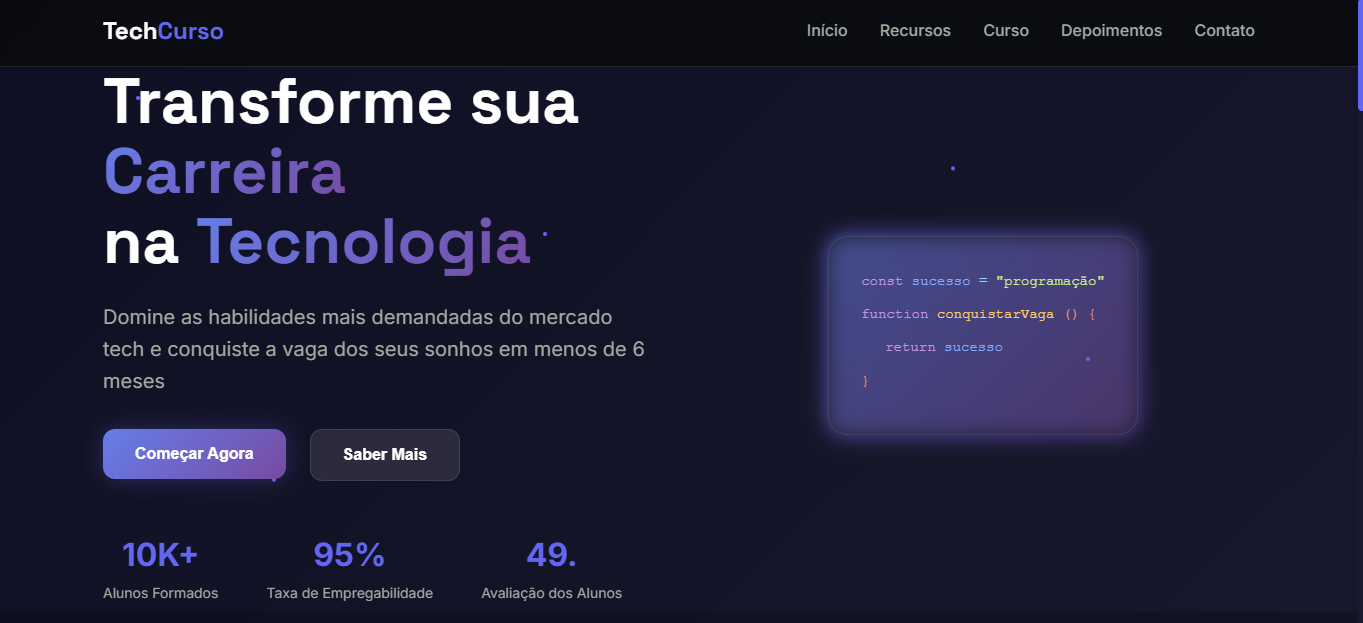 TechCurso
Início Recursos Curso Depoimentos Contato
Transforme sua
Carreira
na Tecnologia
Domine as habilidades mais demandadas do mercado
tech e conquiste a vaga dos seus sonhos em menos de 6
meses
Começar Agora
Saber Mais
10K+
Alunos Formados
95%
Taxa de Empregabilidade
49.
Avaliação dos Alunos
const sucesso = "programação"
function conquistarVaga () {
return sucesso
}